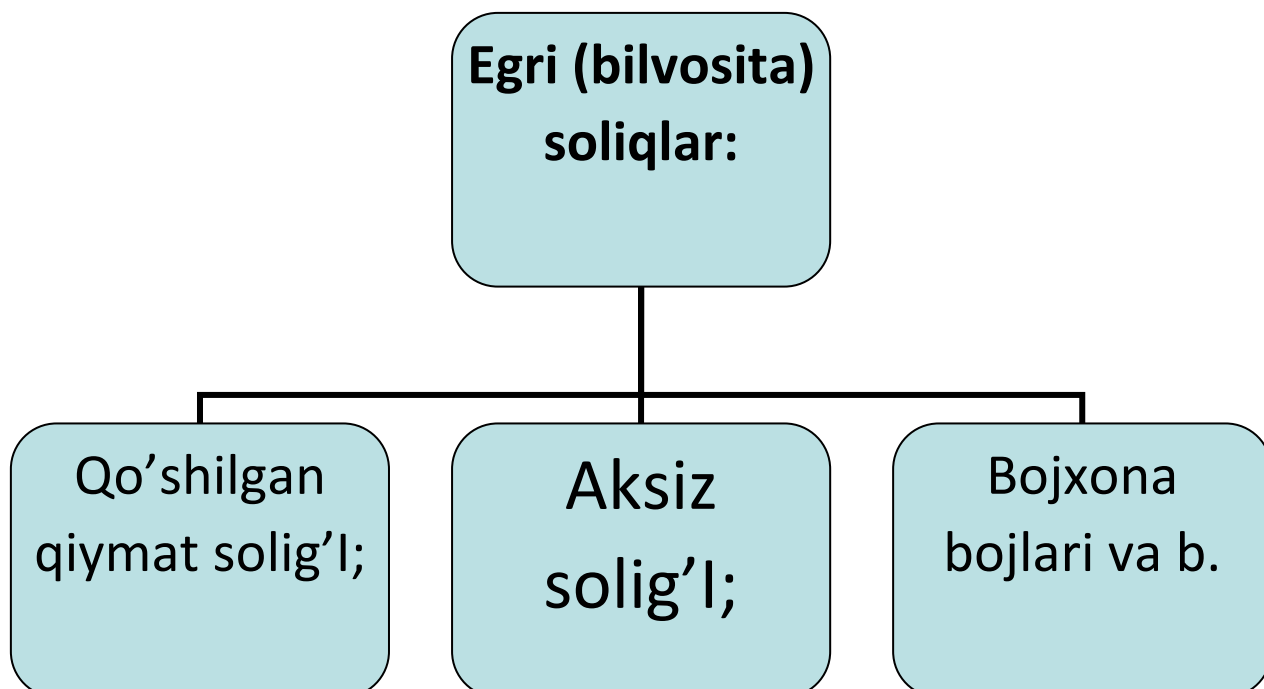 Egri (bilvosita)
soliqlar:
Qo’shilgan
qiymat solig’I;
Aksiz
solig’I;
Bojxona
bojlari va b.